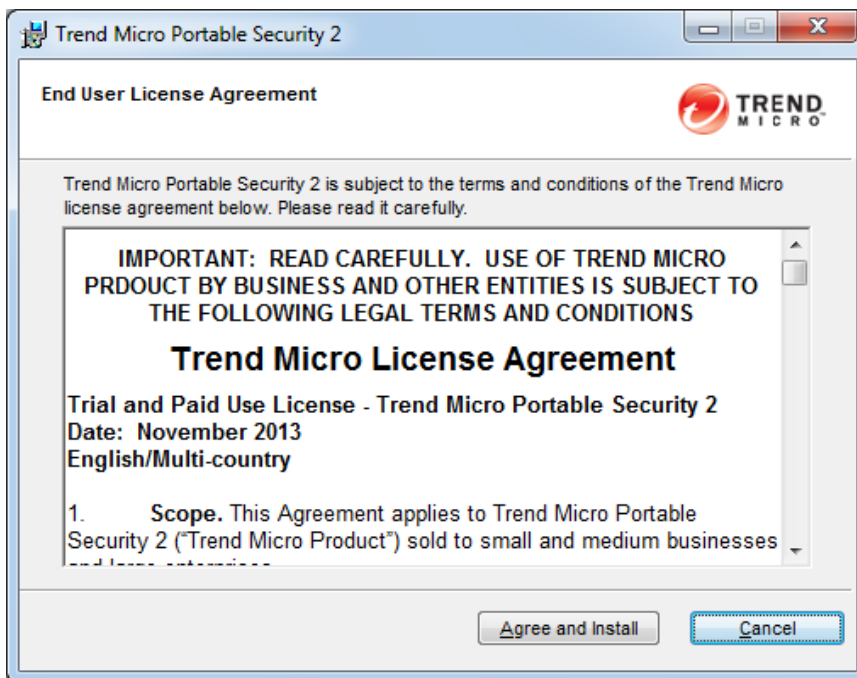 Trend Micro Portable Security 2
End User License Agreement
TREND
MICRO™
Trend Micro Portable Security 2 is subject to the terms and conditions of the Trend Micro
license agreement below. Please read it carefully.
IMPORTANT:  READ CAREFULLY.  USE OF TREND MICRO
PRDOUCT BY BUSINESS AND OTHER ENTITIES IS SUBJECT TO
THE FOLLOWING LEGAL TERMS AND CONDITIONS
Trend Micro License Agreement
Trial and Paid Use License - Trend Micro Portable Security 2
Date:  November 2013
English/Multi-country
1. Scope. This Agreement applies to Trend Micro Portable
Security 2 (“Trend Micro Product”) sold to small and medium businesses
and large enterprises
Agree and Install
Cancel